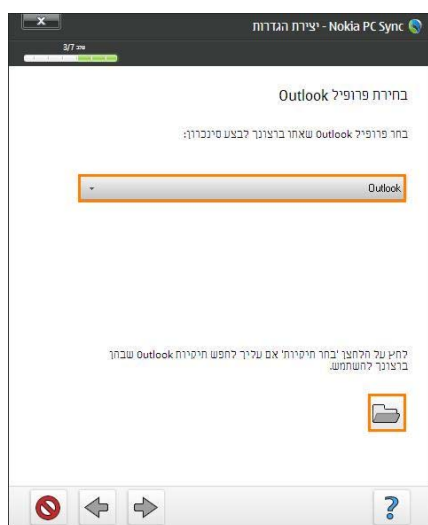 Nokia PC Sync - יצירת הגדרות
שלב 3/7
בחירת פרופיל Outlook
בחר פרופיל Outlook שאתו ברצונך לבצע סינכרון:
Outlook
לחץ על הלחצן 'בחר תיקיות' אם עליך לחפש תיקיות Outlook שבהן
ברצונך להשתמש.